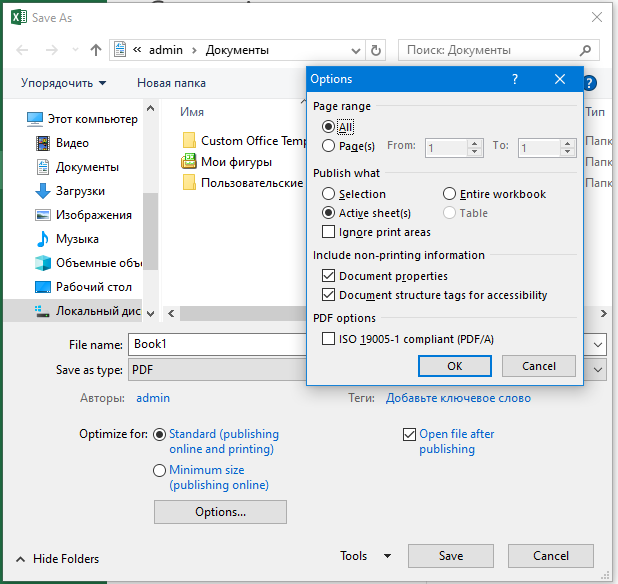 Save As
« admin › Документы
Поиск: Документы
Упорядочить
Новая папка
?
Этот компьютер
Видео
Документы
Загрузки
Изображения
Музыка
Объемные объ
Рабочий стол
Локальный дис
Имя
Тип
Custom Office Temp
Папк
Мои фигуры
Папк
Пользовательские
Папк
Options
?
Page range
All
Page(s)
From:
1
To:
1
Publish what
Selection
Entire workbook
Active sheet(s)
Table
Ignore print areas
Include non-printing information
Document properties
Document structure tags for accessibility
PDF options
ISO 19005-1 compliant (PDF/A)
OK
Cancel
File name:
Book1
Save as type:
PDF
Авторы:
admin
Теги:
Добавьте ключевое слово
Optimize for:
Standard (publishing
online and printing)
Minimum size
(publishing online)
Open file after
publishing
Options...
Hide Folders
Tools
Save
Cancel